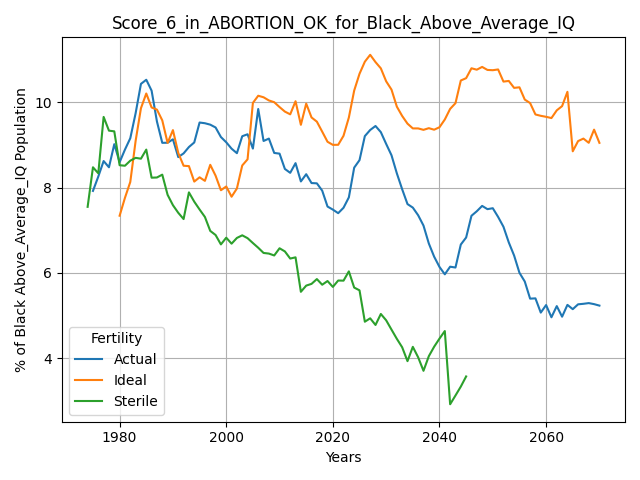 Score_6_in_ABORTION_OK_for_Black_Above_Average_IQ
% of Black Above_Average_IQ Population
10
8
6
4
Fertility
Actual
Ideal
Sterile
1980 2000 2020 2040 2060
Years